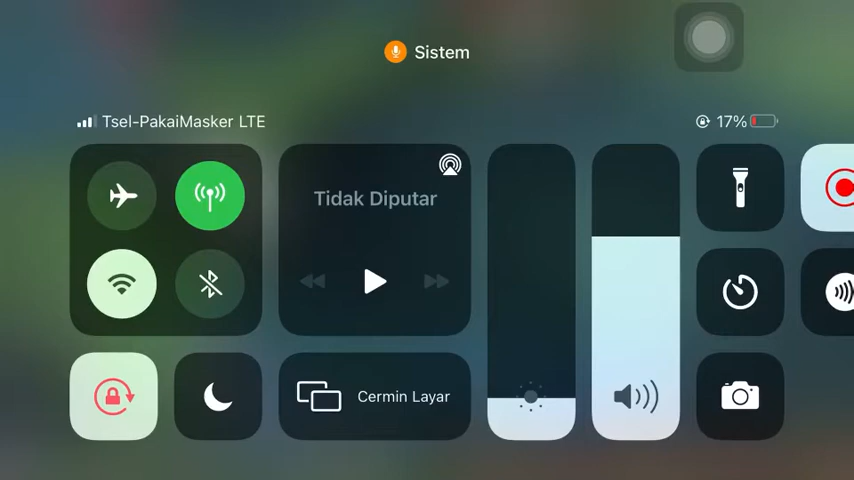 Sistem
Tsel-PakaiMasker LTE
17%
Tidak Diputar
Cermin Layar